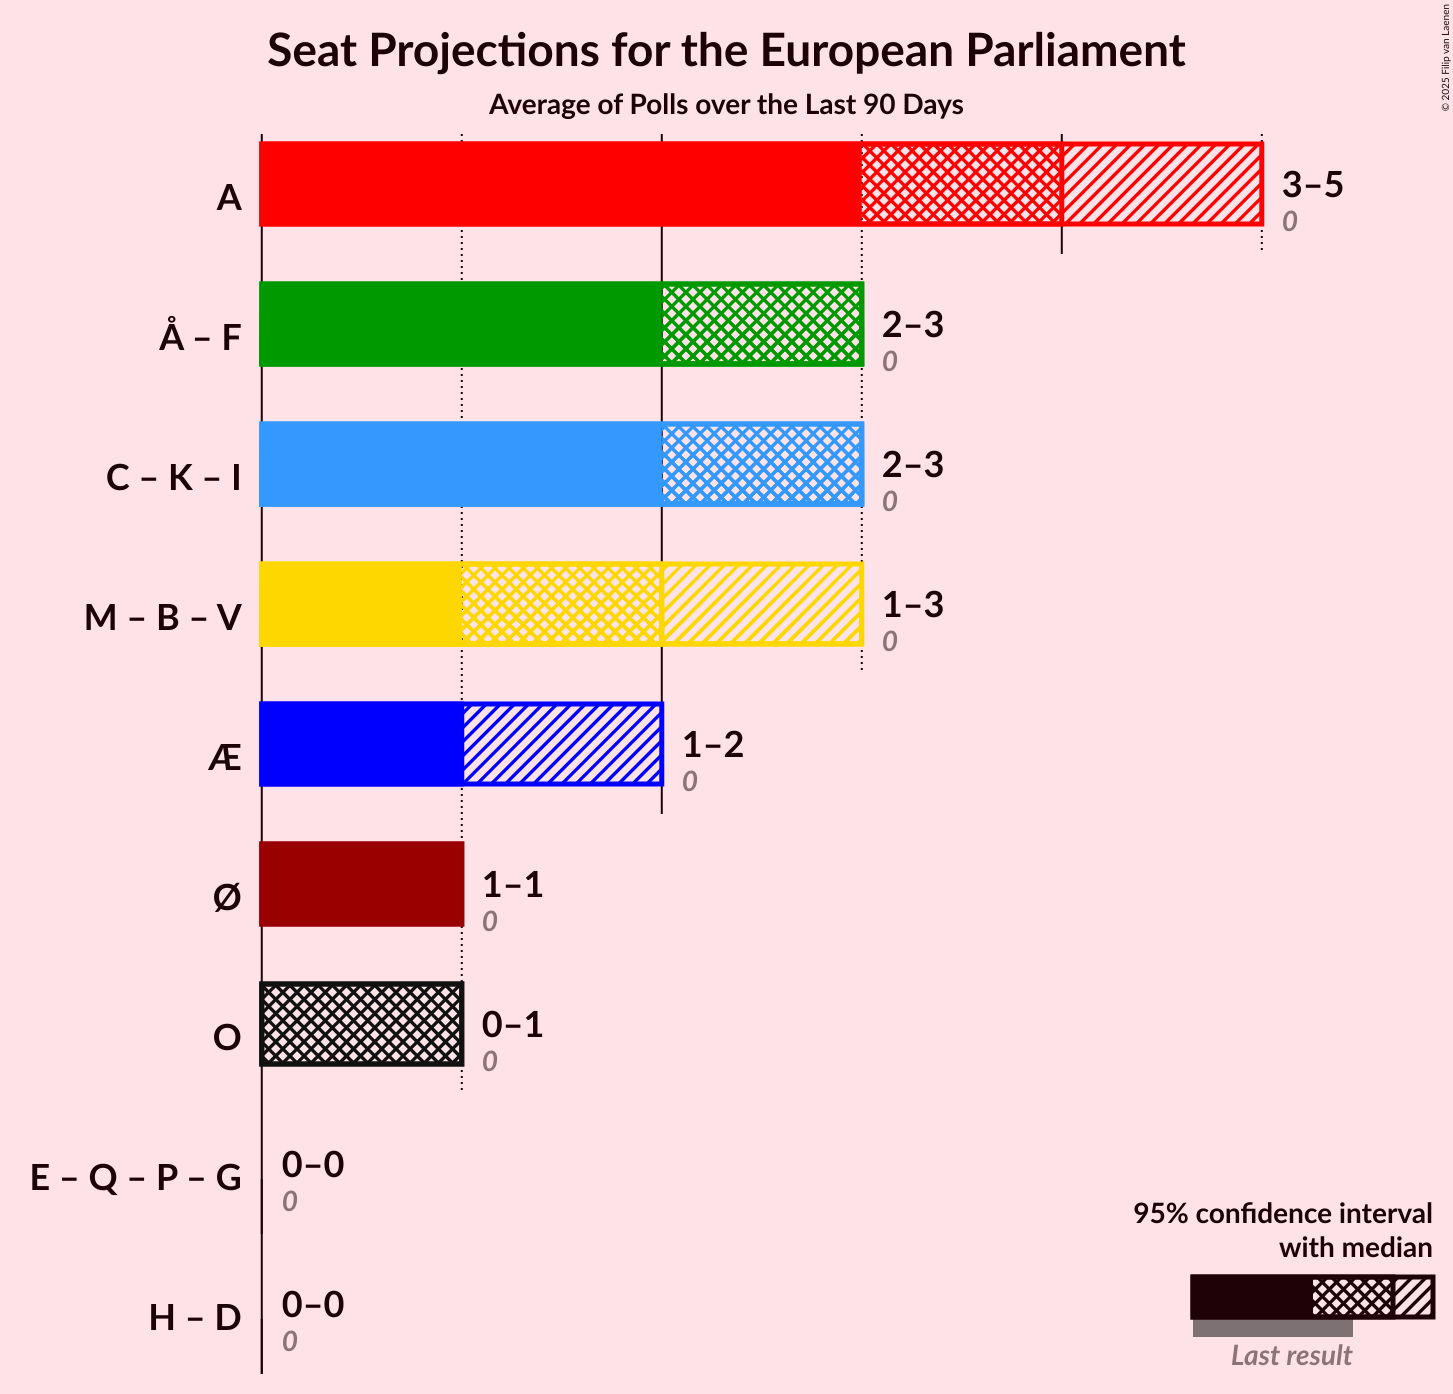 Seat Projections for the European Parliament
Average of Polls over the Last 90 Days
© 2025 Filip van Laenen
A
3–5
0
Å – F
2–3
0
C – K – I
2–3
0
M – B – V
1–3
0
Æ
1–2
0
Ø
1–1
0
O
0–1
0
E – Q – P – G
0–0
0
H – D
0–0
0
95% confidence interval
with median
Last result